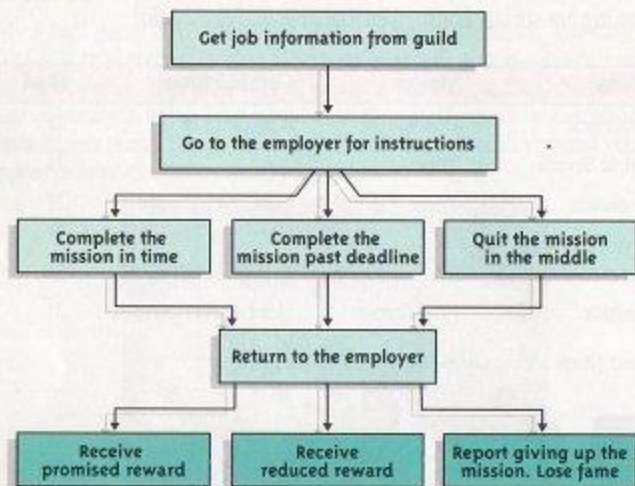 Get job information from guild
Go to the employer for instructions
Complete the
mission in time
Complete the
mission past deadline
Quit the mission
in the middle
Return to the employer
Receive
promised reward
Receive
reduced reward
Report giving up the
mission. Lose fame